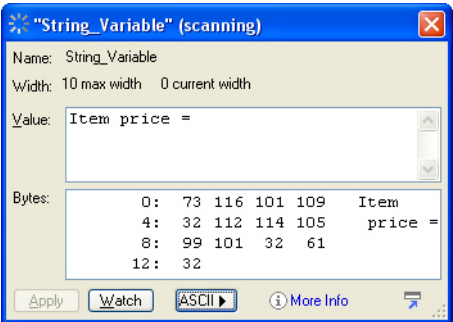 "String_Variable" (scanning)
Name: String_Variable
Width: 10 max width 0 current width
Value: Item price =
Bytes:
0: 73 116 101 109 Item
4: 32 112 114 105 price =
8: 99 101 32 61
12: 32
Apply Watch ASCII More Info